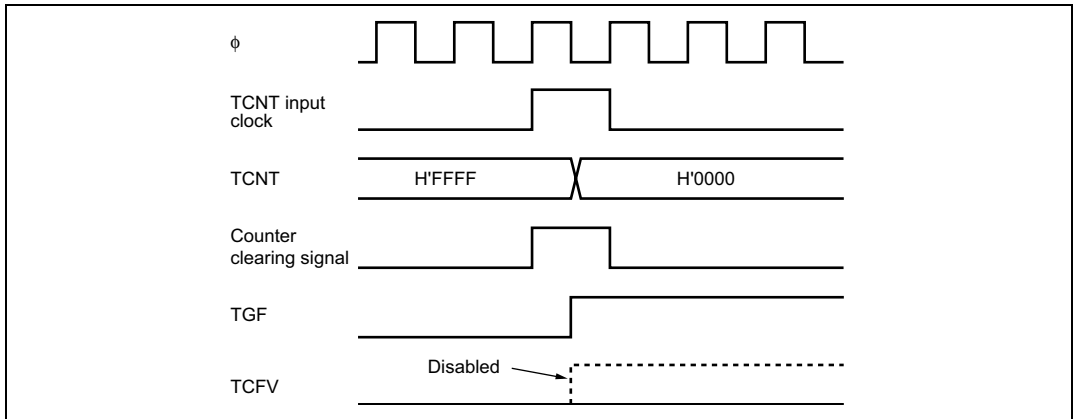 ϕ
TCNT input
clock
TCNT
H'FFFF
H'0000
Counter
clearing signal
TGF
Disabled
TCFV